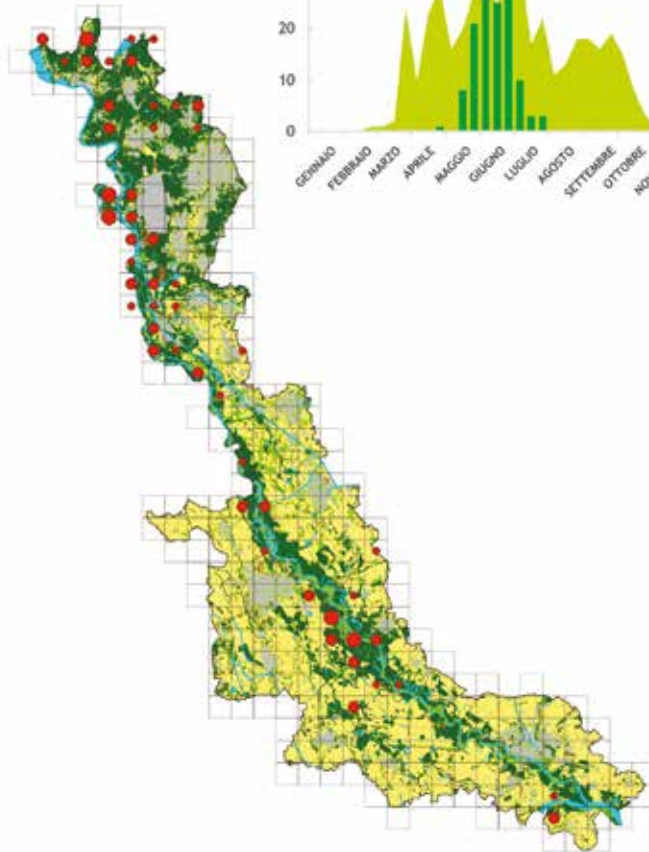 20
10
0
GENNAIO
FEBBRAIO
MARZO
APRILE
MAGGIO
GIUGNO
LUGLIO
AGOSTO
SETTEMBRE
OTTOBRE